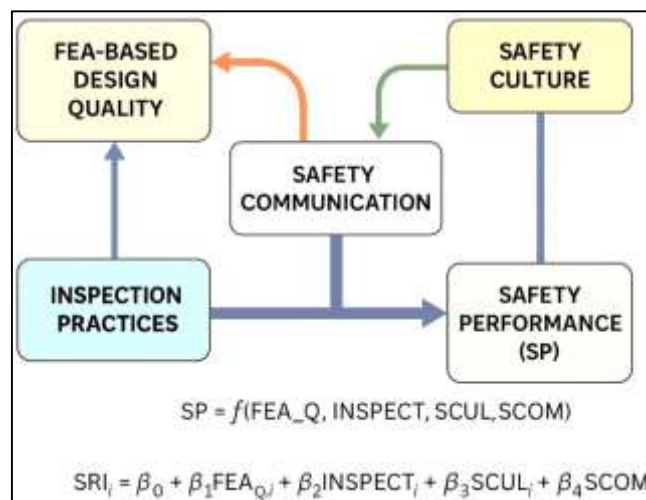 FEA-BASED
DESIGN
QUALITY
SAFETY
CULTURE
SAFETY
COMMUNICATION
INSPECTION
PRACTICES
SAFETY
PERFORMANCE
(SP)
SP = f(FEA_Q, INSPECT, SCUL,SCOM)
SRIᵢ = β₀ + β₁FEA_Q,ᵢ + β₂INSPECTᵢ + β₃SCULᵢ + β₄SCOM